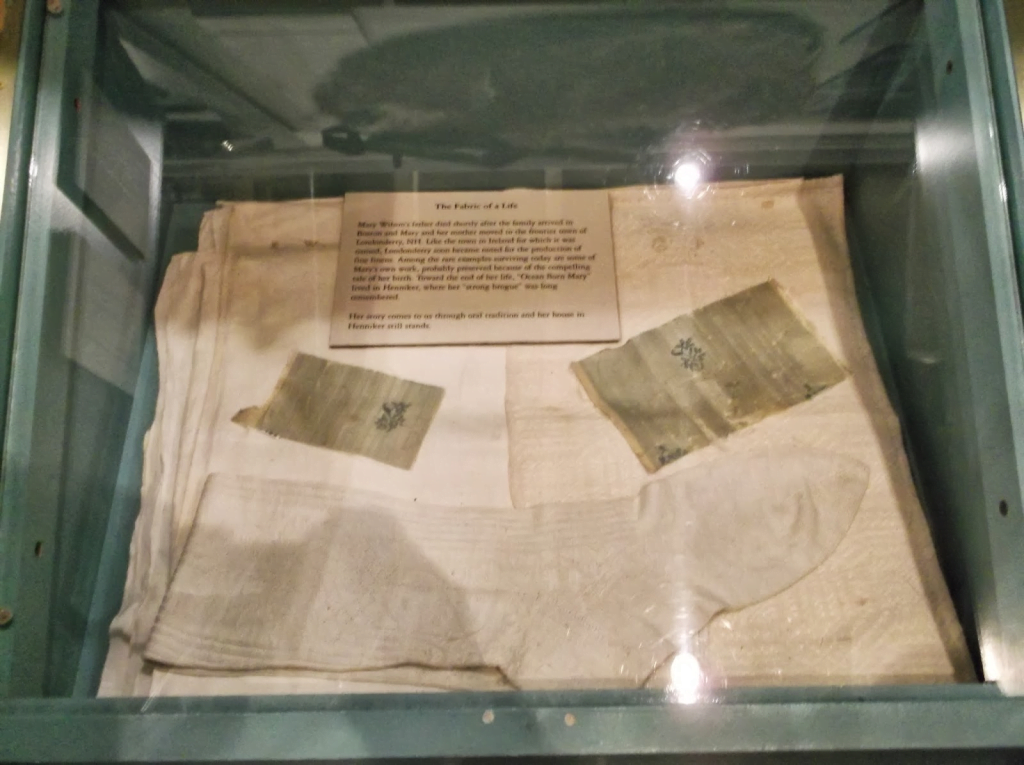 The Fabric of a Life
Mary Wilson's father died shortly after the family arrived in
Boston and Mary and her mother moved to the frontier town of
Londonderry, NH. Like the town in Ireland for which it was
named, Londonderry soon became noted for the production of
fine linens. Among the rare examples surviving today are some of
Mary's own work, probably preserved because of the compelling
tale of her birth. Toward the end of her life, "Ocean Born Mary"
lived in Henniker, where her "strong brogue" was long
remembered.
Her story comes to us through oral tradition and her house in
Henniker still stands.